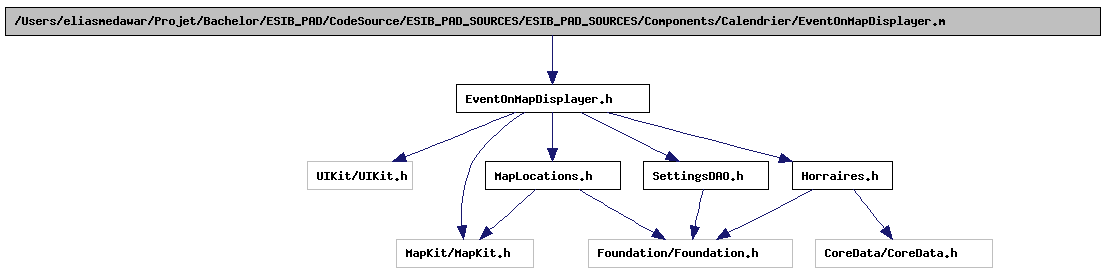 /Users/eliasmedawar/Projet/Bachelor/ESIB_PAD/CodeSource/ESIB_PAD_SOURCES/ESIB_PAD_SOURCES/Components/Calendrier/EventOnMapDisplayer.m
EventOnMapDisplayer.h
UIKit/UIKit.h
MapLocations.h
SettingsDAO.h
Horraires.h
MapKit/MapKit.h
Foundation/Foundation.h
CoreData/CoreData.h